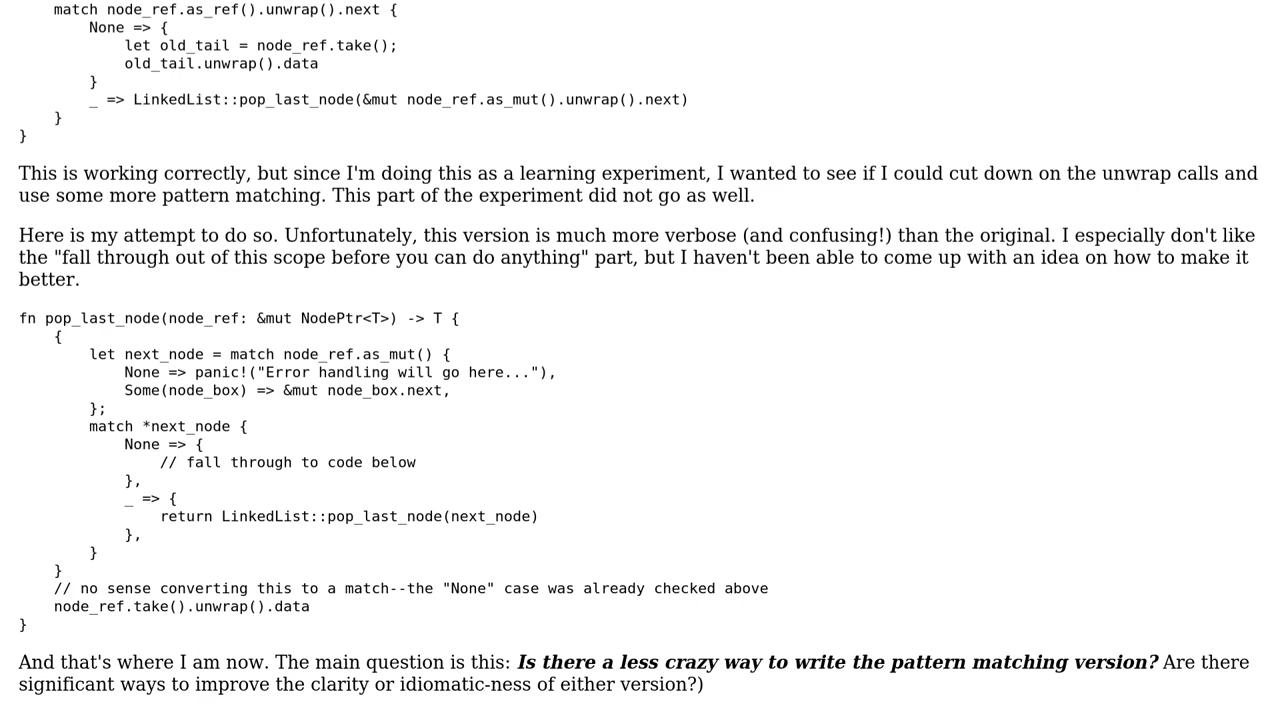 match node_ref.as_ref().unwrap().next {
        None => {
            let old_tail = node_ref.take();
            old_tail.unwrap().data
        }
        _ => LinkedList::pop_last_node(&mut node_ref.as_mut().unwrap().next)
    }
}
This is working correctly, but since I'm doing this as a learning experiment, I wanted to see if I could cut down on the unwrap calls and
use some more pattern matching. This part of the experiment did not go as well.
Here is my attempt to do so. Unfortunately, this version is much more verbose (and confusing!) than the original. I especially don't like
the "fall through out of this scope before you can do anything" part, but I haven't been able to come up with an idea on how to make it
better.
fn pop_last_node(node_ref: &mut NodePtr<T>) -> T {
    {
        let next_node = match node_ref.as_mut() {
            None => panic!("Error handling will go here..."),
            Some(node_box) => &mut node_box.next,
        };
        match *next_node {
            None => {
                // fall through to code below
            },
            _ => {
                return LinkedList::pop_last_node(next_node)
            },
        }
    }
    // no sense converting this to a match--the "None" case was already checked above
    node_ref.take().unwrap().data
}
And that's where I am now. The main question is this: Is there a less crazy way to write the pattern matching version? Are there
significant ways to improve the clarity or idiomatic-ness of either version?)